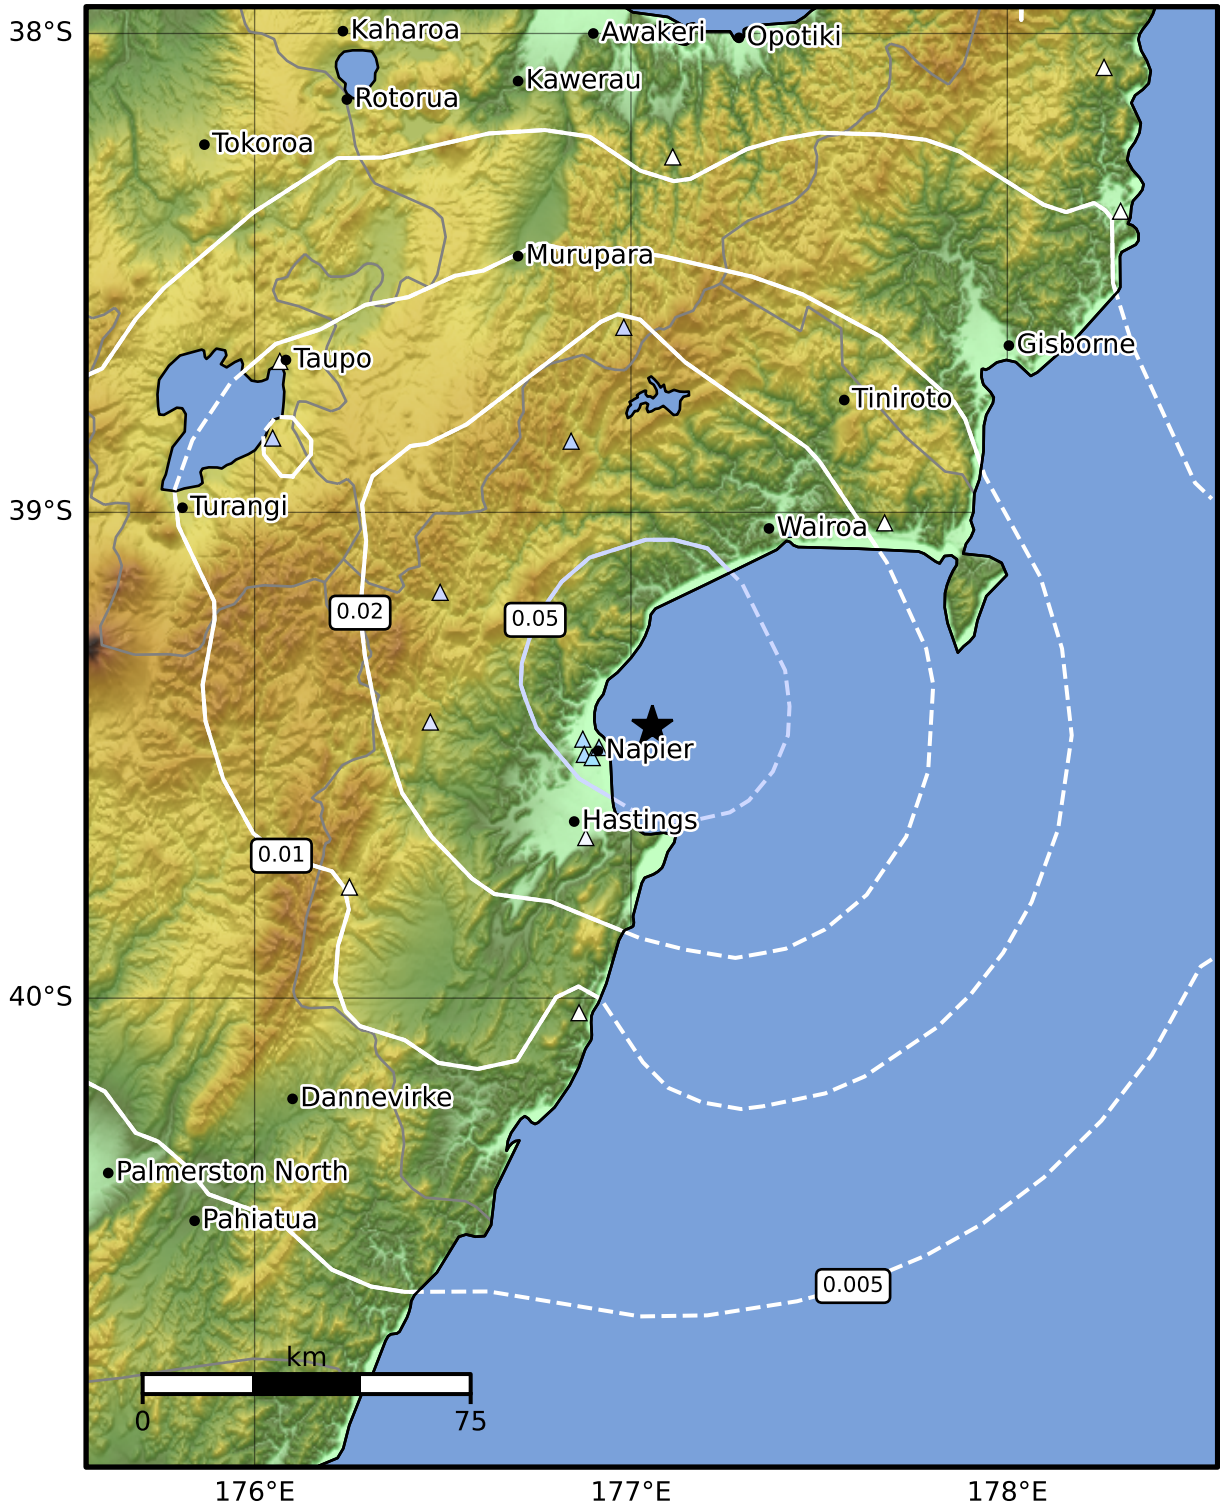 38°S
Kaharoa
Awakeri
Opotiki
Kawerau
Rotorua
Tokoroa
Murupara
Gisborne
Taupo
Tiniroto
39°S
Turangi
Wairoa
0.02
0.05
Napier
Hastings
0.01
40°S
Dannevirke
Palmerston North
Pahiatua
0.005
km
0
75
176°E
177°E
178°E